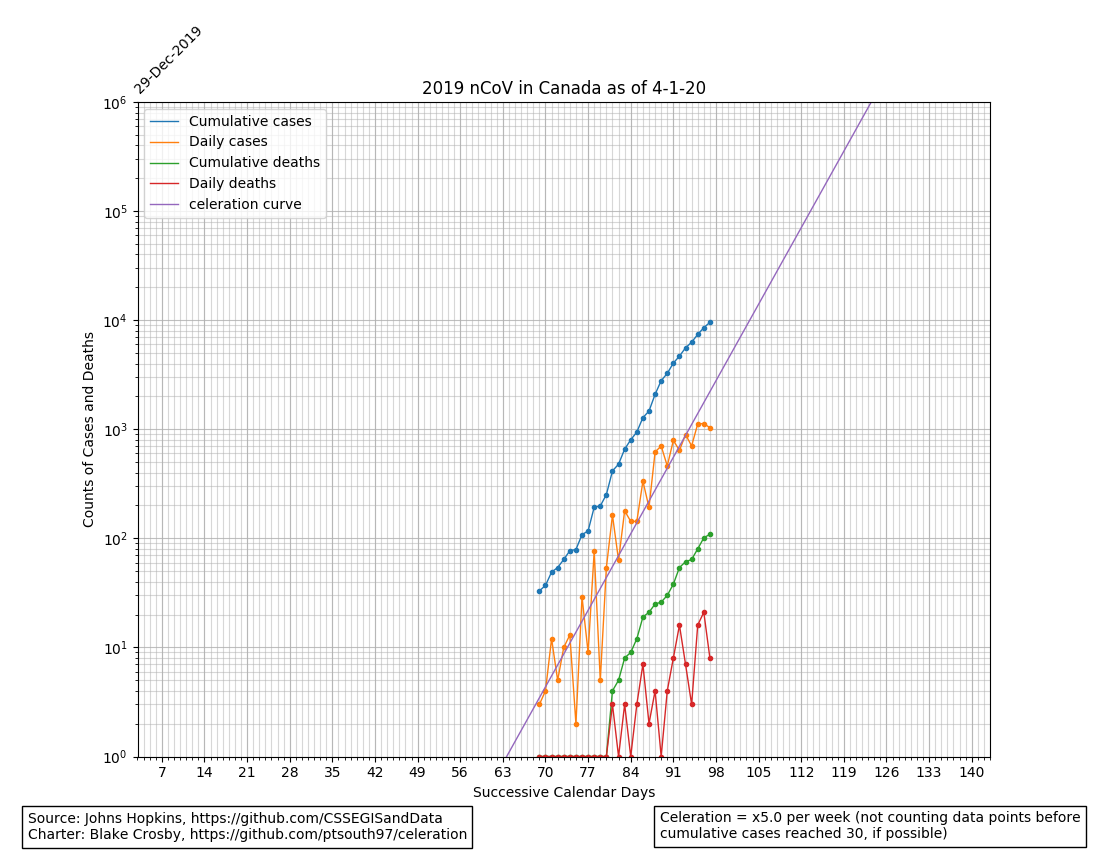 29-Dec-2019
2019 nCoV in Canada as of 4-1-20
10^6
10^5
10^4
10^3
10^2
10^1
10^0
Counts of Cases and Deaths
Cumulative cases
Daily cases
Cumulative deaths
Daily deaths
celeration curve
7 14 21 28 35 42 49 56 63 70 77 84 91 98 105 112 119 126 133 140
Successive Calendar Days
Source: Johns Hopkins, https://github.com/CSSEGISandData
Charter: Blake Crosby, https://github.com/ptsouth97/celeration
Celeration = x5.0 per week (not counting data points before
cumulative cases reached 30, if possible)